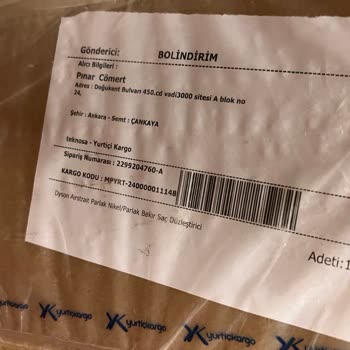 Gönderici: BOLİNDİRİM
Alıcı Bilgileri :
Pınar Cömert
Adres : Doğukent Bulvarı 450.cd vadi3000 sitesi A blok no
24,
Şehir : Ankara - Semt : ÇANKAYA
teknosa - Yurtiçi Kargo
Sipariş Numarası : 2299204760-A
KARGO KODU : MPYRT-24000001114B
Dyson Airstrait Parlak Nikel/Parlak Bakır Saç Düzleştirici
Adeti:1
yurtiçikargo yurtiçikargo yurtiçikargo